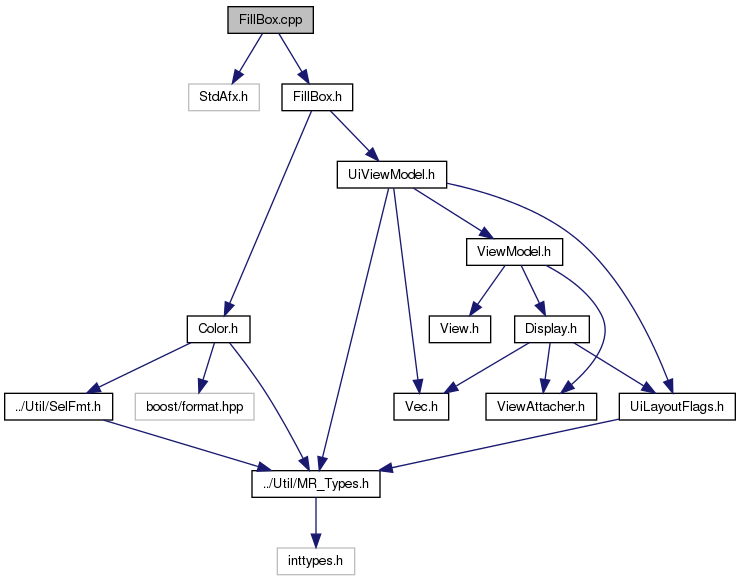 FillBox.cpp
StdAfx.h
FillBox.h
UiViewModel.h
ViewModel.h
Color.h
View.h
Display.h
../Util/SelFmt.h
boost/format.hpp
Vec.h
ViewAttacher.h
UiLayoutFlags.h
../Util/MR_Types.h
inttypes.h